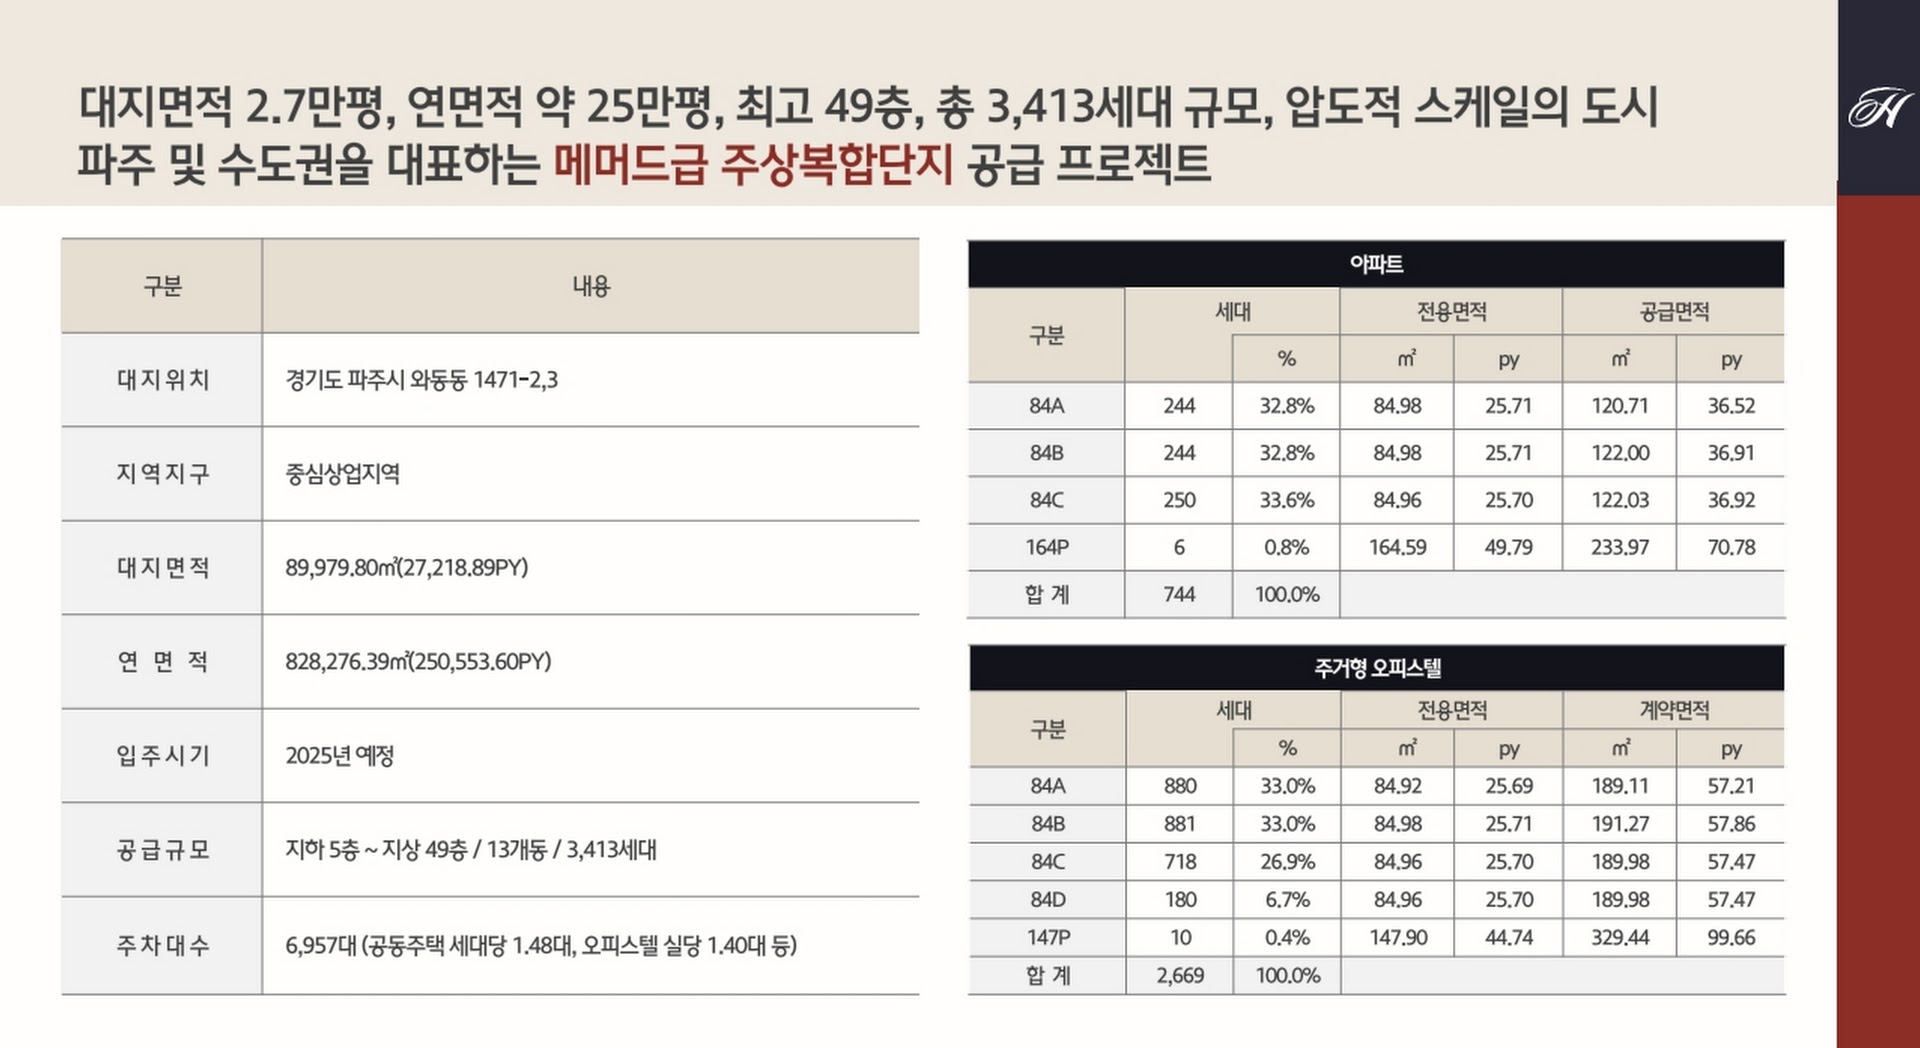 대지면적 2.7만평, 연면적 약 25만평, 최고 49층, 총 3,413세대 규모, 압도적 스케일의 도시
파주 및 수도권을 대표하는 메머드급 주상복합단지 공급 프로젝트
H
구분 내용
대지위치 경기도 파주시 와동동 1471-2,3
지역지구 중심상업지역
대지면적 89,979.80㎡(27,218.89PY)
연 면 적 828,276.39㎡(250,553.60PY)
입주시기 2025년 예정
공급규모 지하 5층 ~ 지상 49층 / 13개동 / 3,413세대
주차대수 6,957대 (공동주택 세대당 1.48대, 오피스텔 실당 1.40대 등)
아파트
구분 세대 전용면적 공급면적
% ㎡ py ㎡ py
84A 244 32.8% 84.98 25.71 120.71 36.52
84B 244 32.8% 84.98 25.71 122.00 36.91
84C 250 33.6% 84.96 25.70 122.03 36.92
164P 6 0.8% 164.59 49.79 233.97 70.78
합 계 744 100.0%
주거형 오피스텔
구분 세대 전용면적 계약면적
% ㎡ py ㎡ py
84A 880 33.0% 84.92 25.69 189.11 57.21
84B 881 33.0% 84.98 25.71 191.27 57.86
84C 718 26.9% 84.96 25.70 189.98 57.47
84D 180 6.7% 84.96 25.70 189.98 57.47
147P 10 0.4% 147.90 44.74 329.44 99.66
합 계 2,669 100.0%